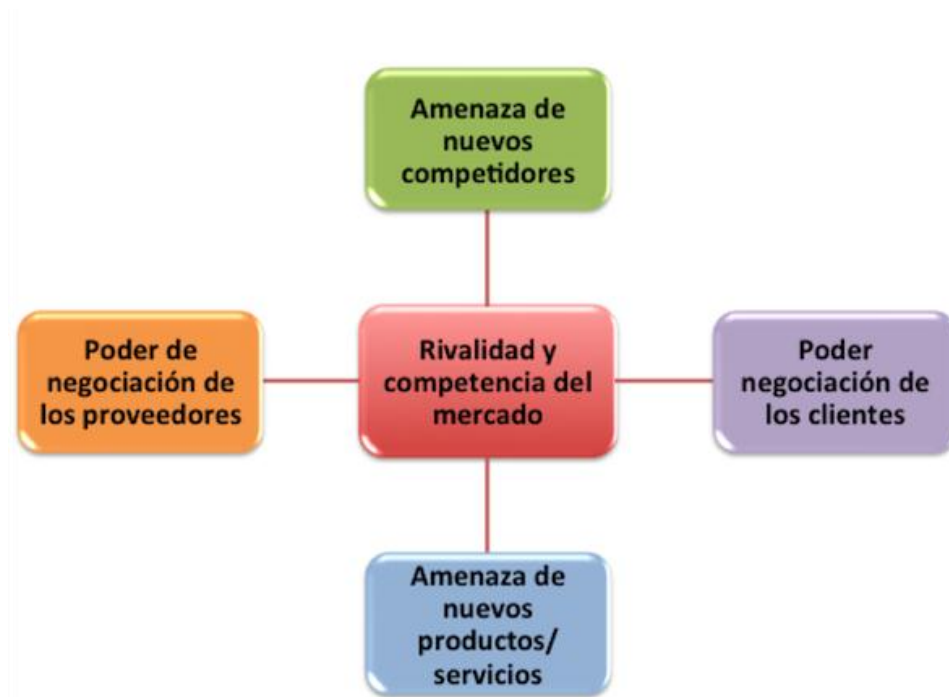 Amenaza de
nuevos
competidores
Poder de
negociación de
los proveedores
Rivalidad y
competencia del
mercado
Poder
negociación de
los clientes
Amenaza de
nuevos
productos/
servicios